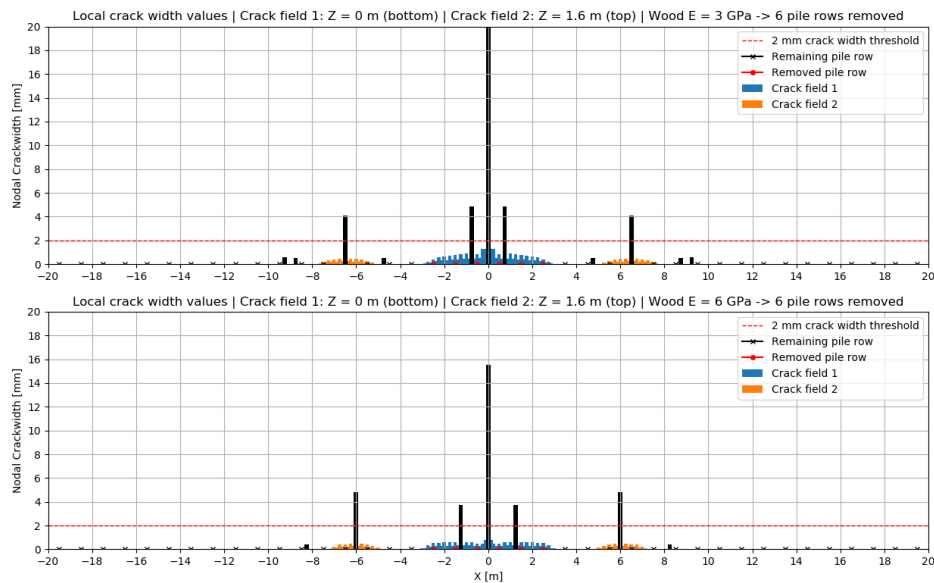 Local crack width values | Crack field 1: Z = 0 m (bottom) | Crack field 2: Z = 1.6 m (top) | Wood E = 3 GPa -> 6 pile rows removed
Nodal Crackwidth [mm]
20
18
16
14
12
10
8
6
4
2
0
2 mm crack width threshold
Remaining pile row
Removed pile row
Crack field 1
Crack field 2
−20 −18 −16 −14 −12 −10 −8 −6 −4 −2 0 2 4 6 8 10 12 14 16 18 20
Local crack width values | Crack field 1: Z = 0 m (bottom) | Crack field 2: Z = 1.6 m (top) | Wood E = 6 GPa -> 6 pile rows removed
Nodal Crackwidth [mm]
20
18
16
14
12
10
8
6
4
2
0
2 mm crack width threshold
Remaining pile row
Removed pile row
Crack field 1
Crack field 2
−20 −18 −16 −14 −12 −10 −8 −6 −4 −2 0 2 4 6 8 10 12 14 16 18 20
X [m]